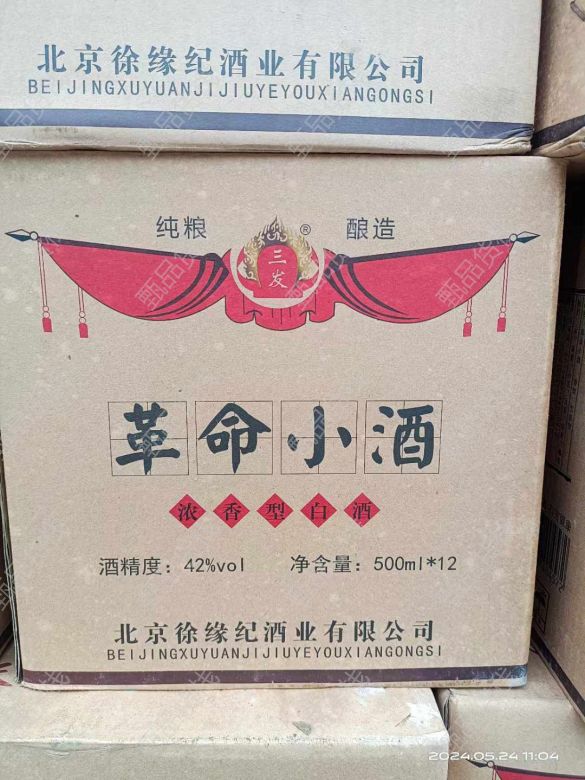 北京徐缘纪酒业有限公司
BEIJINGXUYUANJIJIUYEYOUXIANGONGSI
纯粮 ® 酿造
三发
革命小酒
浓香型白酒
酒精度：42%vol 净含量：500ml*12
北京徐缘纪酒业有限公司
BEIJINGXUYUANJIJIUYEYOUXIANGONGSI
2024.05.24 11:04